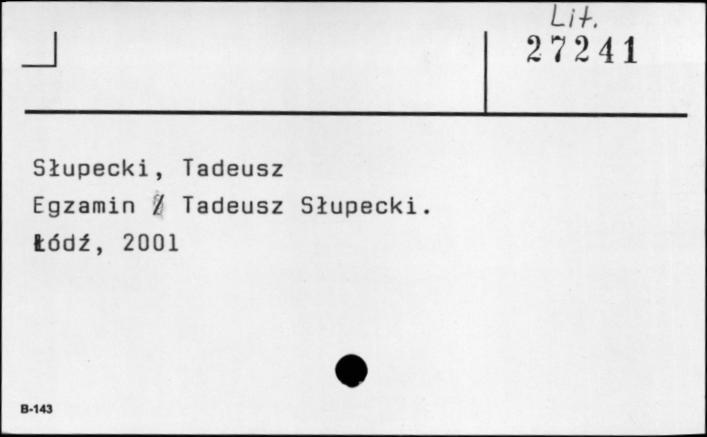 Lit.
27241
Słupecki, Tadeusz
Egzamin / Tadeusz Słupecki.
Łódź, 2001
B-143